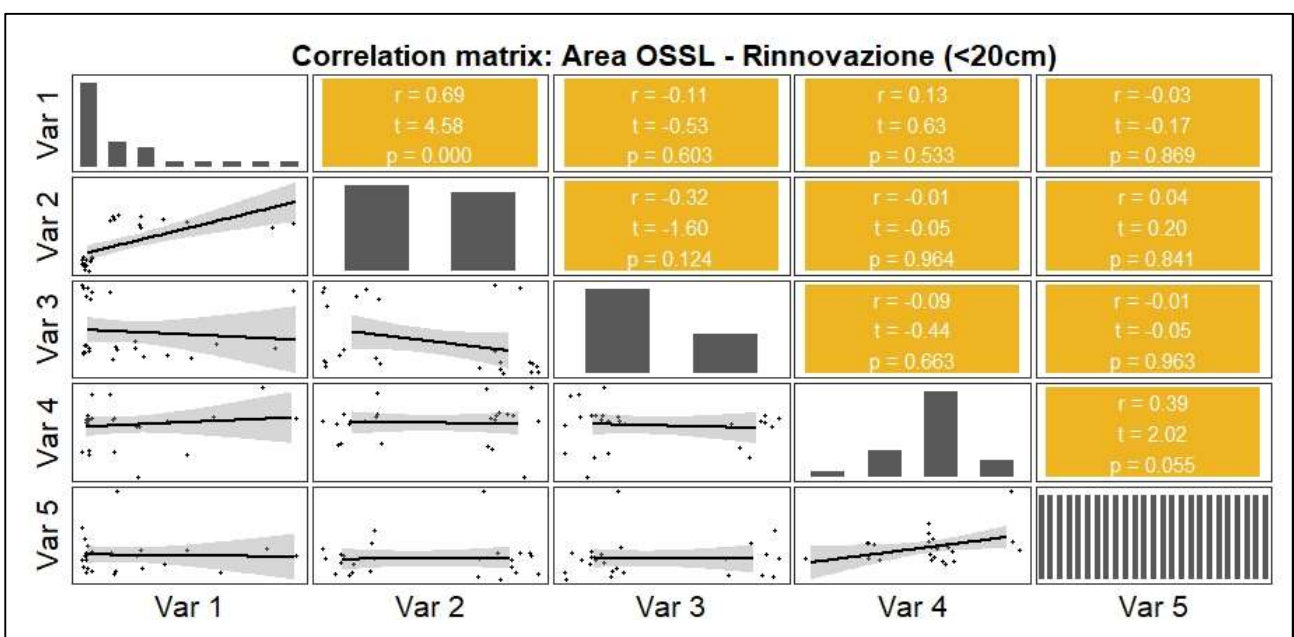 Correlation matrix: Area OSSL - Rinnovazione (<20cm)
Var 1
r = 0.69
t = 4.58
p = 0.000
r = -0.11
t = -0.53
p = 0.603
r = 0.13
t = 0.63
p = 0.533
r = -0.03
t = -0.17
p = 0.869
Var 2
r = -0.32
t = -1.60
p = 0.124
r = -0.01
t = -0.05
p = 0.964
r = 0.04
t = 0.20
p = 0.841
Var 3
r = -0.09
t = -0.44
p = 0.663
r = -0.01
t = -0.05
p = 0.963
Var 4
r = 0.39
t = 2.02
p = 0.055
Var 5
Var 1 Var 2 Var 3 Var 4 Var 5